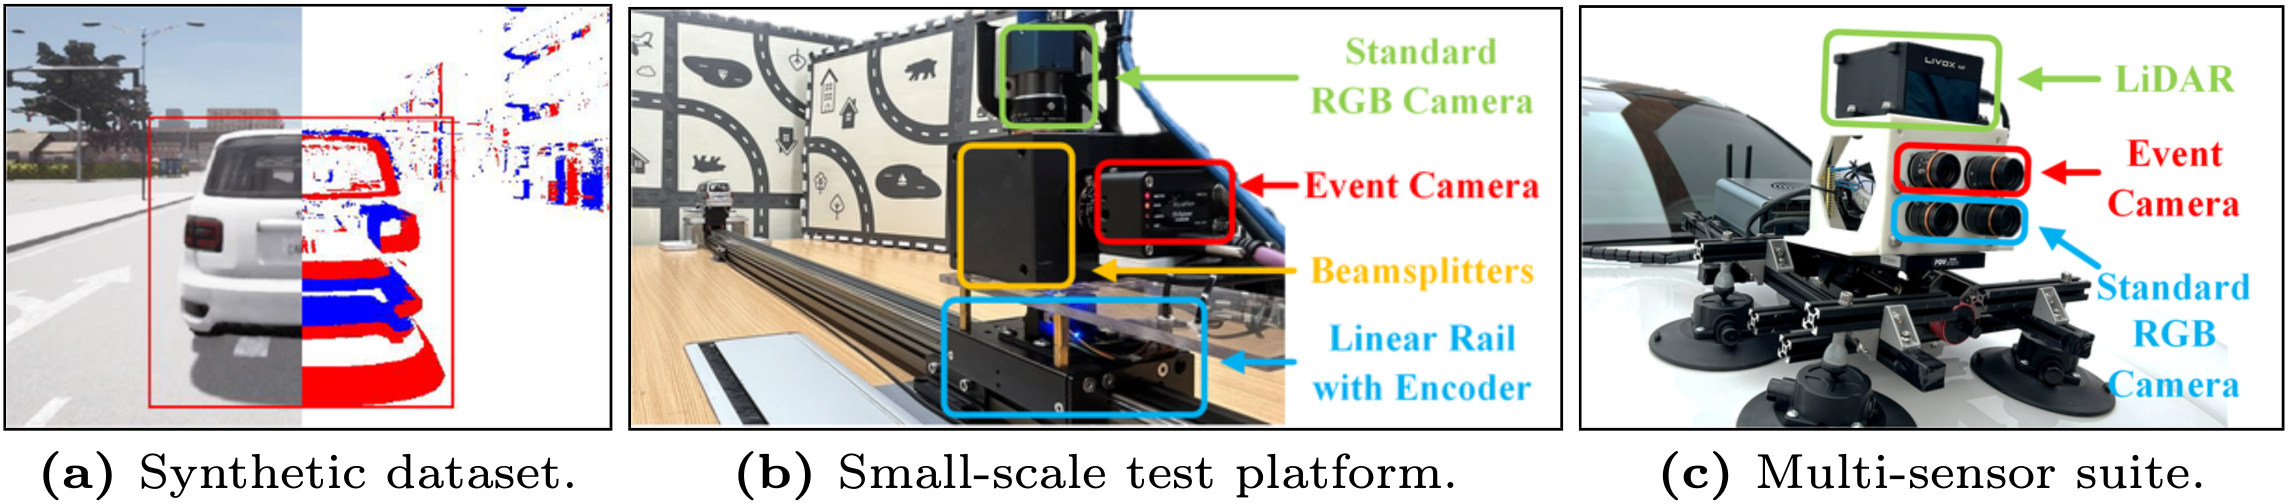 Standard
RGB Camera
Event Camera
Beamsplitters
Linear Rail
with Encoder
LIVOX
LiDAR
Event
Camera
Standard
RGB
Camera
(a) Synthetic dataset.
(b) Small-scale test platform.
(c) Multi-sensor suite.